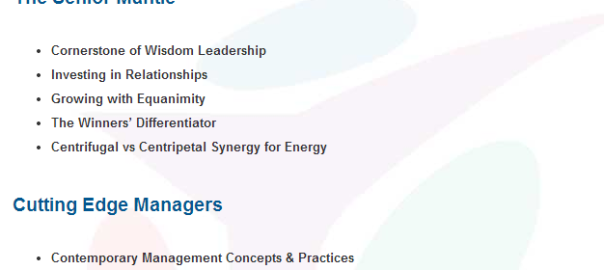 The Senior Mantle
Cornerstone of Wisdom Leadership
Investing in Relationships
Growing with Equanimity
The Winners' Differentiator
Centrifugal vs Centripetal Synergy for Energy
Cutting Edge Managers
Contemporary Management Concepts & Practices